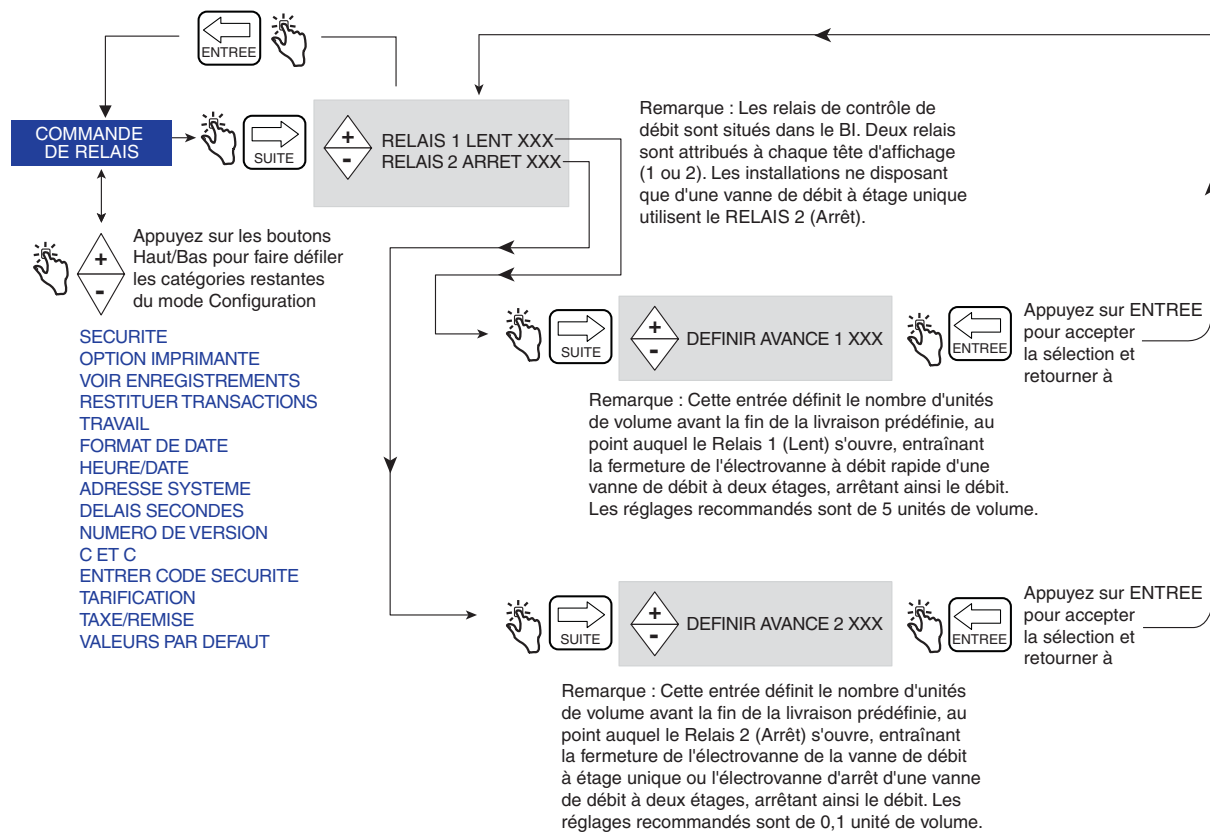 ENTREE
COMMANDE
DE RELAIS
SUITE
+
-
RELAIS 1 LENT XXX
RELAIS 2 ARRET XXX
Remarque : Les relais de contrôle de
débit sont situés dans le BI. Deux relais
sont attribués à chaque tête d'affichage
(1 ou 2). Les installations ne disposant
que d'une vanne de débit à étage unique
utilisent le RELAIS 2 (Arrêt).
+
-
Appuyez sur les boutons
Haut/Bas pour faire défiler
les catégories restantes
du mode Configuration
SECURITE
OPTION IMPRIMANTE
VOIR ENREGISTREMENTS
RESTITUER TRANSACTIONS
TRAVAIL
FORMAT DE DATE
HEURE/DATE
ADRESSE SYSTEME
DELAIS SECONDES
NUMERO DE VERSION
C ET C
ENTRER CODE SECURITE
TARIFICATION
TAXE/REMISE
VALEURS PAR DEFAUT
SUITE
+
-
DEFINIR AVANCE 1 XXX
ENTREE
Appuyez sur ENTREE
pour accepter
la sélection et
retourner à
Remarque : Cette entrée définit le nombre d'unités
de volume avant la fin de la livraison prédéfinie, au
point auquel le Relais 1 (Lent) s'ouvre, entraînant
la fermeture de l'électrovanne à débit rapide d'une
vanne de débit à deux étages, arrêtant ainsi le débit.
Les réglages recommandés sont de 5 unités de volume.
SUITE
+
-
DEFINIR AVANCE 2 XXX
ENTREE
Appuyez sur ENTREE
pour accepter
la sélection et
retourner à
Remarque : Cette entrée définit le nombre d'unités
de volume avant la fin de la livraison prédéfinie, au
point auquel le Relais 2 (Arrêt) s'ouvre, entraînant
la fermeture de l'électrovanne de la vanne de débit
à étage unique ou l'électrovanne d'arrêt d'une vanne
de débit à deux étages, arrêtant ainsi le débit. Les
réglages recommandés sont de 0,1 unité de volume.